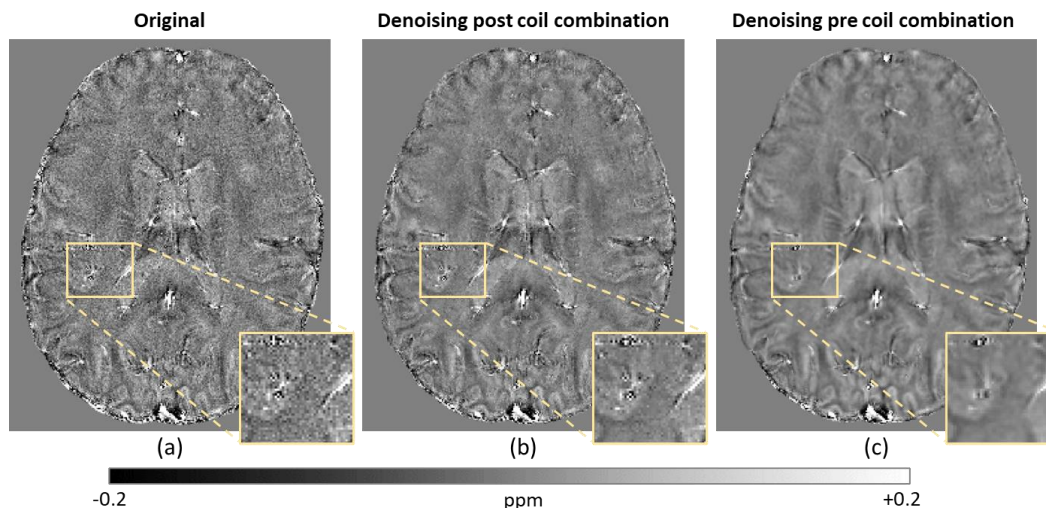 Original
Denoising post coil combination
Denoising pre coil combination
(a)
(b)
(c)
-0.2
ppm
+0.2